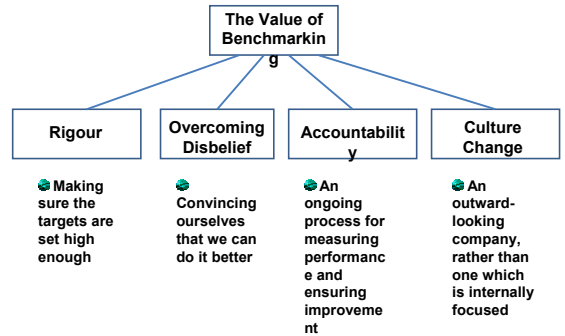 The Value of
Benchmarkin
g
Rigour
Overcoming
Disbelief
Accountabilit
y
Culture
Change
Making
sure the
targets are
set high
enough
Convincing
ourselves
that we can
do it better
An
ongoing
process for
measuring
performanc
e and
ensuring
improveme
nt
An
outward-
looking
company,
rather than
one which
is internally
focused